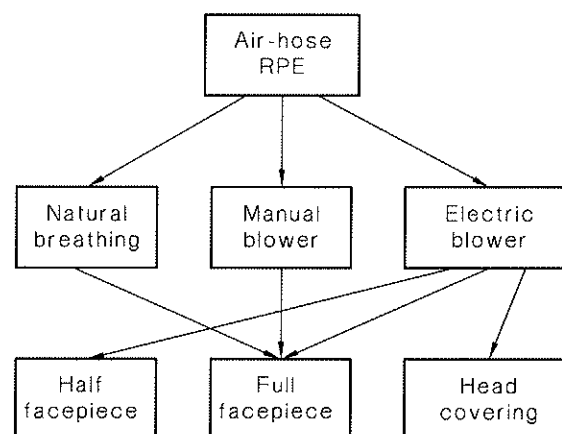 Air-hose
RPE
Natural
breathing
Manual
blower
Electric
blower
Half
facepiece
Full
facepiece
Head
covering